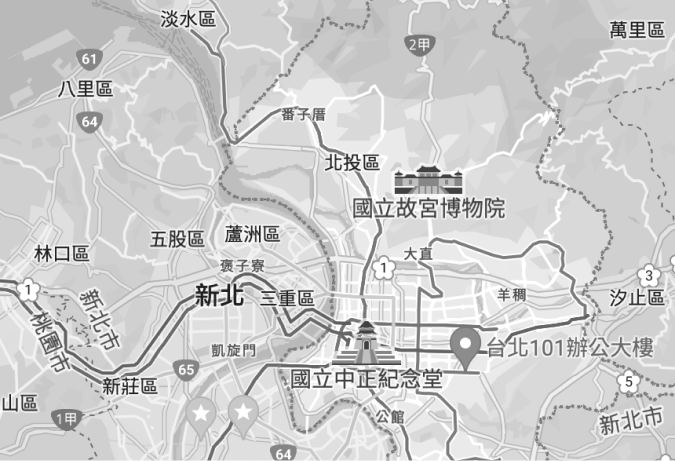 淡水區
2甲
萬里區
61
八里區
64
番子厝
北投區
國立故宮博物院
五股區
蘆洲區
大直
林口區
褒子寮
1
3
1
新北
三重區
羊稠
汐止區
新北市
桃園市
凱旋門
台北101辦公大樓
65
國立中正紀念堂
新莊區
5
山區
1甲
公館
新北市
64